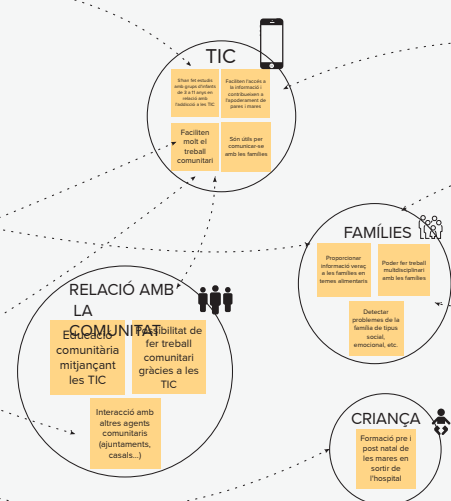 TIC
S'han fet estudis
amb grups d'infants
de 3 a 11 anys en
relació amb
l'addicció a les TIC
Faciliten l'accés a
la informació i
contribueixen a
l'apoderament de
pares i mares
Faciliten
molt el
treball
comunitari
Són útils per
comunicar-se
amb les famílies
FAMÍLIES
Proporcionar
informació veraç
a les famílies en
temes alimentaris
Poder fer treball
multidisciplinari
amb les famílies
Detectar
problemes de la
família de tipus
social,
emocional, etc.
RELACIÓ AMB
LA
COMUNITAT
Educació
comunitària
mitjançant
les TIC
Possibilitat de
fer treball
comunitari
gràcies a les
TIC
Interacció amb
altres agents
comunitaris
(ajuntaments,
casals...)
CRIANÇA
Formació pre i
post natal de
les mares en
sortir de
l'hospital